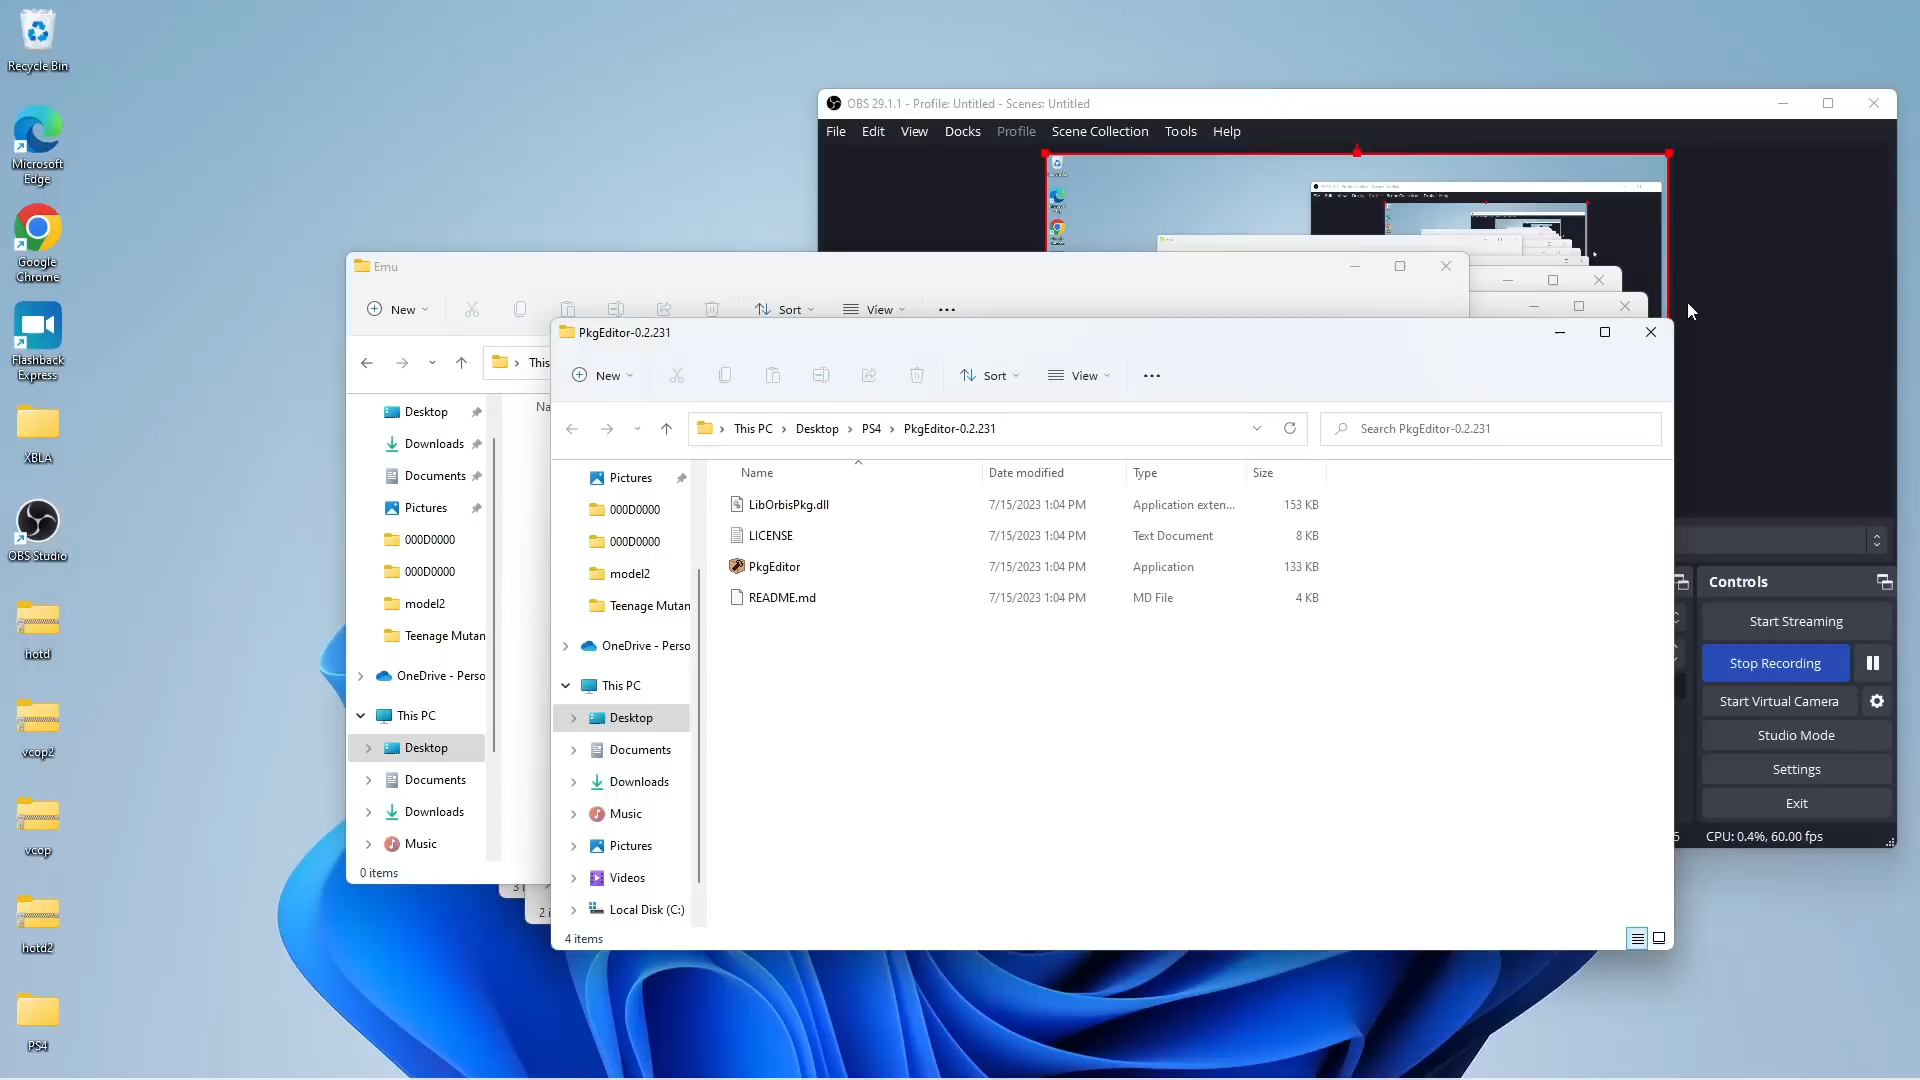 Recycle Bin
Microsoft
Edge
Google
Chrome
Flashback
Express
XBLA
OBS Studio
hotd
vcop2
vcop
hotd2
PS4
OBS 29.1.1 - Profile: Untitled - Scenes: Untitled
File Edit View Docks Profile Scene Collection Tools Help
Emu
New Sort View
This
Desktop
Downloads
Documents
Pictures
000D0000
000D0000
model2
Teenage Mutan
OneDrive - Perso
This PC
Desktop
Documents
Downloads
Music
0 items
PkgEditor-0.2.231
New Sort View
This PC > Desktop > PS4 > PkgEditor-0.2.231
Search PkgEditor-0.2.231
Pictures
000D0000
000D0000
model2
Teenage Mutan
OneDrive - Perso
This PC
Desktop
Documents
Downloads
Music
Pictures
Videos
Local Disk (C:)
Name Date modified Type Size
LibOrbisPkg.dll 7/15/2023 1:04 PM Application exten... 153 KB
LICENSE 7/15/2023 1:04 PM Text Document 8 KB
PkgEditor 7/15/2023 1:04 PM Application 133 KB
README.md 7/15/2023 1:04 PM MD File 4 KB
4 items
Controls
Start Streaming
Stop Recording
Start Virtual Camera
Studio Mode
Settings
Exit
CPU: 0.4%, 60.00 fps